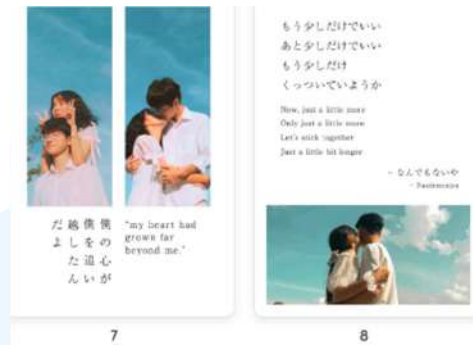 僕の心が
僕を追い
越したん
だよ
"my heart had
grown far
beyond me."
7
もう少しだけでいい
あと少しだけでいい
もう少しだけ
くっついていようか
Now, just a little more
Only just a little more
Let's stick together
Just a little bit longer
- なんでもないや
- Nandemonaiya
8